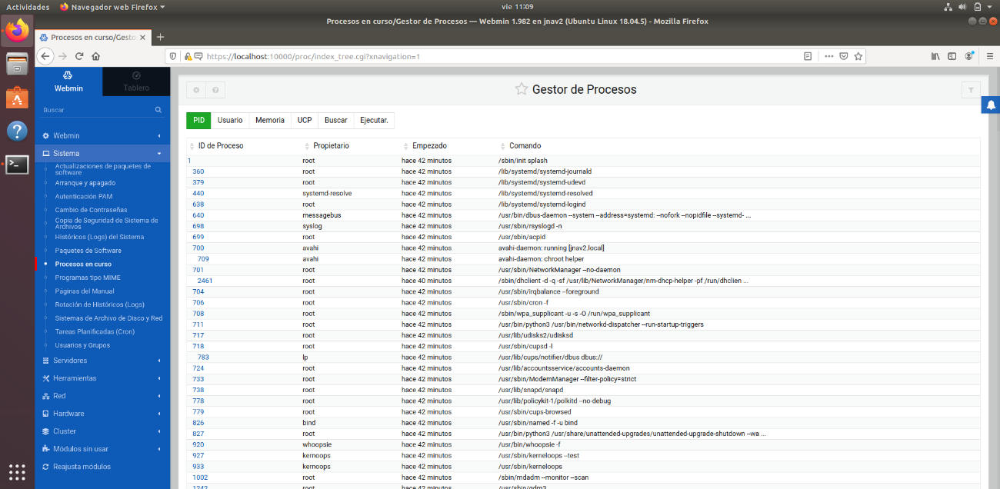 Actividades Navegador web Firefox vie 11:09
Procesos en curso/Gestor de Procesos — Webmin 1.982 en jnav2 (Ubuntu Linux 18.04.5) - Mozilla Firefox
Procesos en curso/Gesto
https://localhost:10000/proc/index_tree.cgi?xnavigation=1
Webmin
Tablero
Buscar
Webmin
Sistema
Actualizaciones de paquetes de
software
Arranque y apagado
Autenticación PAM
Cambio de Contraseñas
Copia de Seguridad de Sistema de
Archivos
Históricos (Logs) del Sistema
Paquetes de Software
Procesos en curso
Programas tipo MIME
Páginas del Manual
Rotación de Históricos (Logs)
Sistemas de Archivo de Disco y Red
Tareas Planificadas (Cron)
Usuarios y Grupos
Servidores
Herramientas
Red
Hardware
Cluster
Módulos sin usar
Reajusta módulos
Gestor de Procesos
PID Usuario Memoria UCP Buscar Ejecutar.
ID de Proceso Propietario Empezado Comando
1 root hace 42 minutos /sbin/init splash
360 root hace 42 minutos /lib/systemd/systemd-journald
379 root hace 42 minutos /lib/systemd/systemd-udevd
440 systemd-resolve hace 42 minutos /lib/systemd/systemd-resolved
638 root hace 42 minutos /lib/systemd/systemd-logind
640 messagebus hace 42 minutos /usr/bin/dbus-daemon --system --address=systemd: --nofork --nopidfile --systemd- ...
698 syslog hace 42 minutos /usr/sbin/rsyslogd -n
699 root hace 42 minutos /usr/sbin/acpid
700 avahi hace 42 minutos avahi-daemon: running [jnav2.local]
709 avahi hace 42 minutos avahi-daemon: chroot helper
701 root hace 42 minutos /usr/sbin/NetworkManager --no-daemon
2461 root hace 40 minutos /sbin/dhclient -d -q -sf /usr/lib/NetworkManager/nm-dhcp-helper -pf /run/dhclien ...
704 root hace 42 minutos /usr/sbin/irqbalance --foreground
706 root hace 42 minutos /usr/sbin/cron -f
708 root hace 42 minutos /sbin/wpa_supplicant -u -s -O /run/wpa_supplicant
711 root hace 42 minutos /usr/bin/python3 /usr/bin/networkd-dispatcher --run-startup-triggers
717 root hace 42 minutos /usr/lib/udisks2/udisksd
718 root hace 42 minutos /usr/sbin/cupsd -l
783 lp hace 42 minutos /usr/lib/cups/notifier/dbus dbus://
724 root hace 42 minutos /usr/lib/accountsservice/accounts-daemon
733 root hace 42 minutos /usr/sbin/ModemManager --filter-policy=strict
738 root hace 42 minutos /usr/lib/snapd/snapd
778 root hace 42 minutos /usr/lib/policykit-1/polkitd --no-debug
779 root hace 42 minutos /usr/sbin/cups-browsed
826 bind hace 42 minutos /usr/sbin/named -f -u bind
827 root hace 42 minutos /usr/bin/python3 /usr/share/unattended-upgrades/unattended-upgrade-shutdown --wa ...
920 whoopsie hace 42 minutos /usr/bin/whoopsie -f
927 kernoops hace 42 minutos /usr/sbin/kerneloops --test
933 kernoops hace 42 minutos /usr/sbin/kerneloops
1002 root hace 42 minutos /sbin/mdadm --monitor --scan
1242 root hace 42 minutos /usr/sbin/gdm3